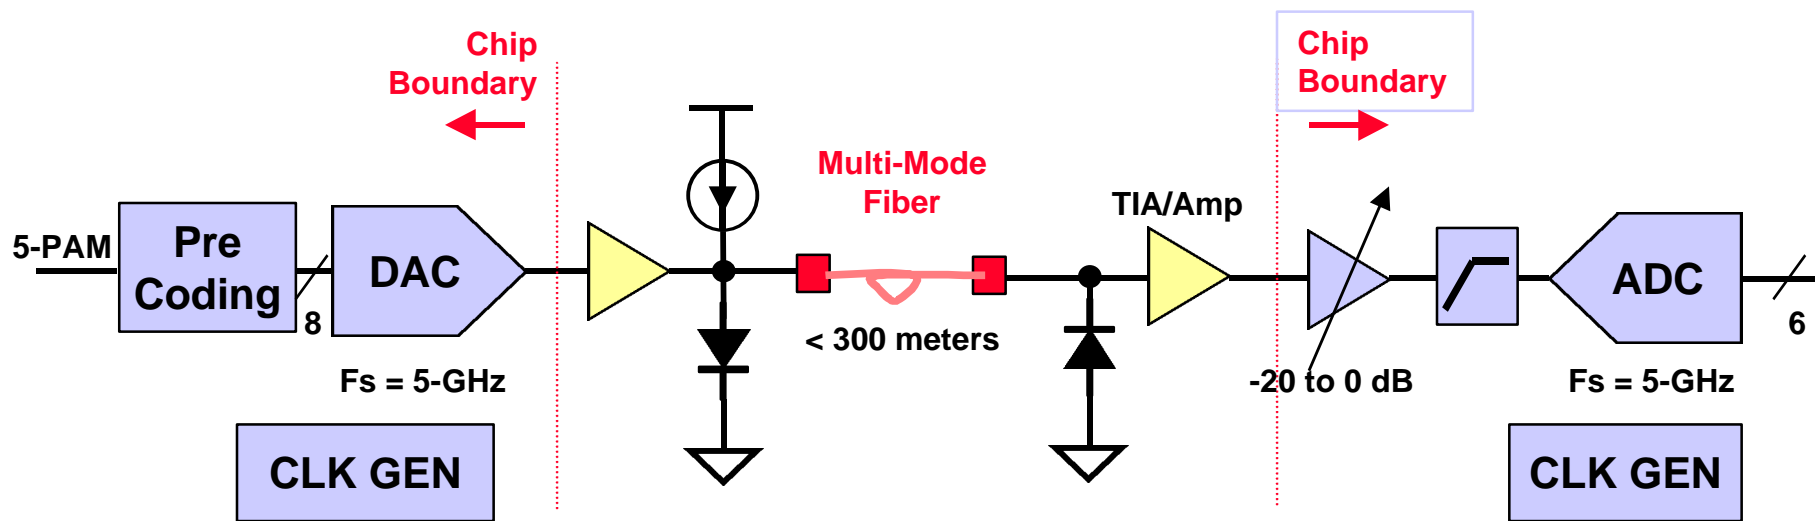 Chip
Boundary
Chip
Boundary
Multi-Mode
Fiber
TIA/Amp
5-PAM
Pre
Coding
8
DAC
ADC
6
< 300 meters
Fs = 5-GHz
-20 to 0 dB
Fs = 5-GHz
CLK GEN
CLK GEN